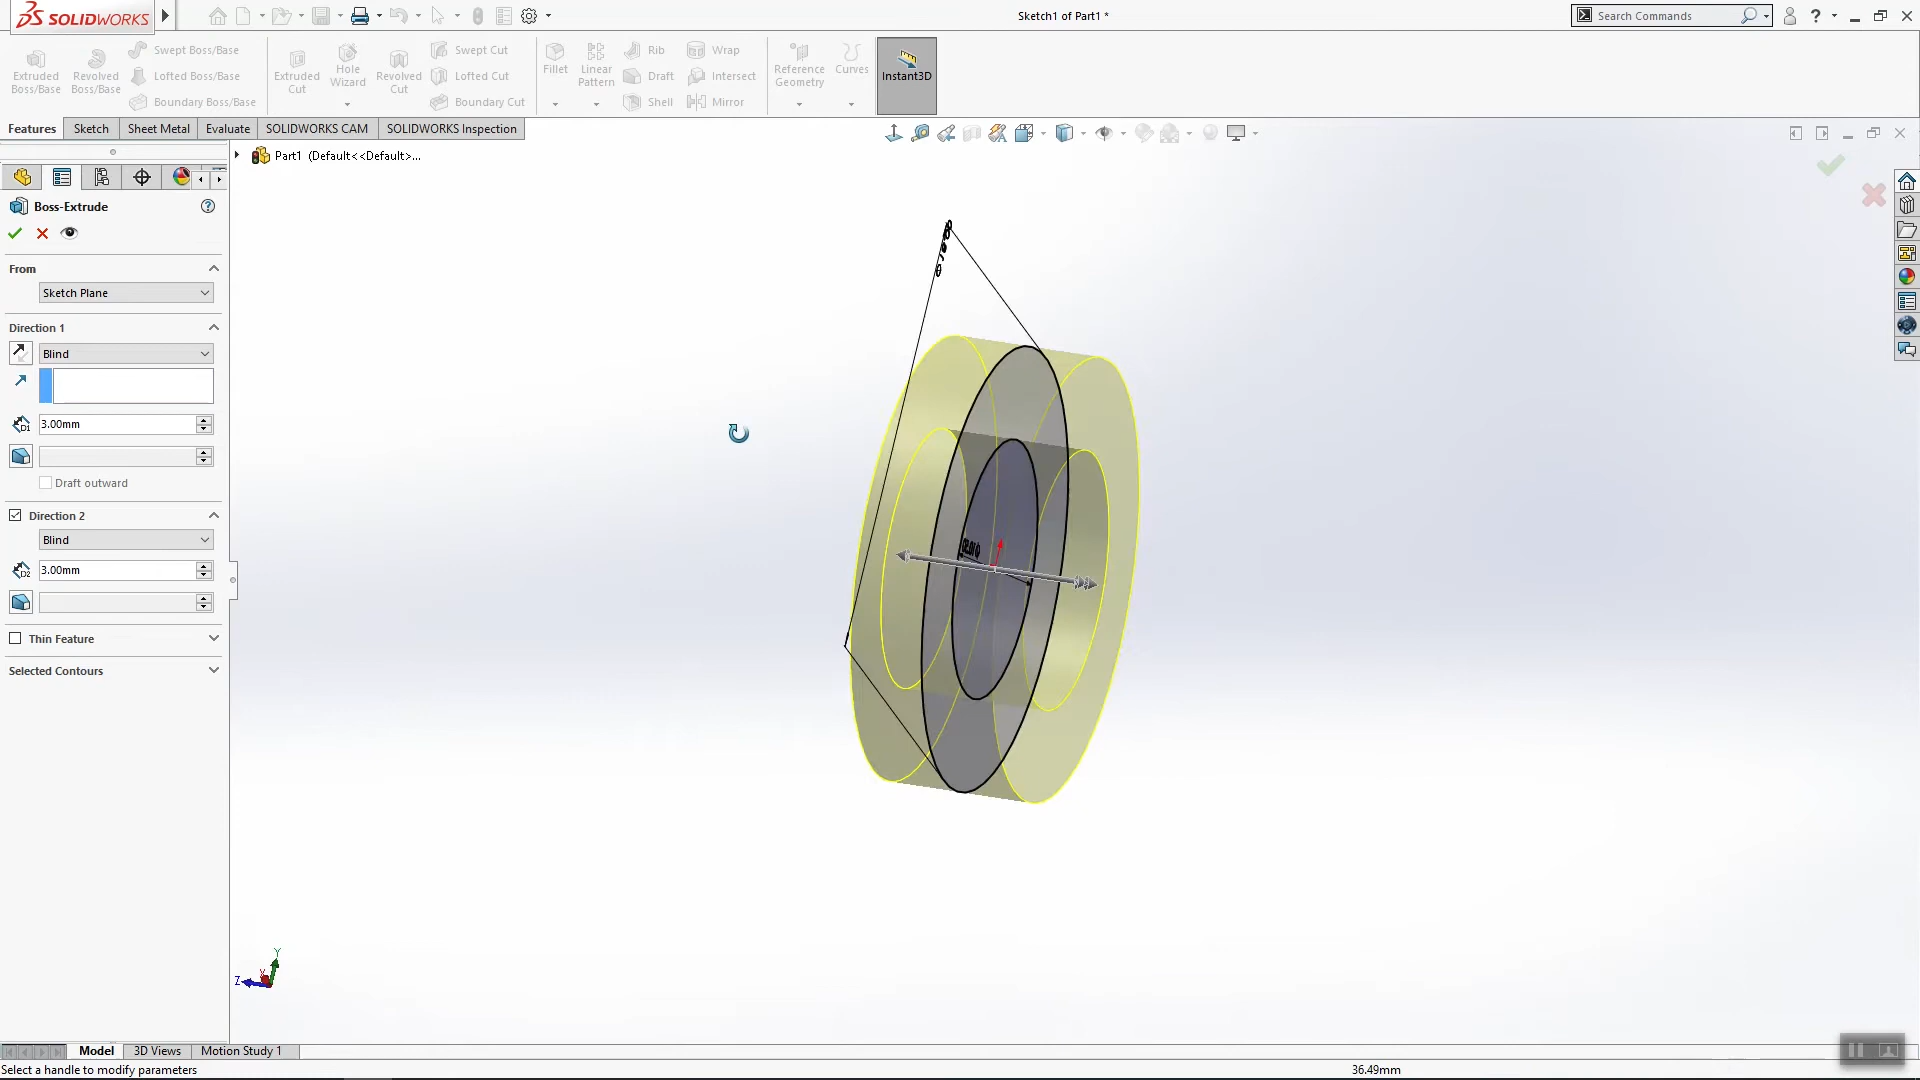 SOLIDWORKS
Sketch1 of Part1 *
Search Commands
Extruded Boss/Base
Revolved Boss/Base
Swept Boss/Base
Lofted Boss/Base
Boundary Boss/Base
Extruded Cut
Hole Wizard
Revolved Cut
Swept Cut
Lofted Cut
Boundary Cut
Fillet
Linear Pattern
Rib
Draft
Shell
Wrap
Intersect
Mirror
Reference Geometry
Curves
Instant3D
Features
Sketch
Sheet Metal
Evaluate
SOLIDWORKS CAM
SOLIDWORKS Inspection
Part1 (Default<<Default>...
Boss-Extrude
From
Sketch Plane
Direction 1
Blind
D1
3.00mm
Draft outward
Direction 2
Blind
D2
3.00mm
Thin Feature
Selected Contours
Y
X
Z
Model
3D Views
Motion Study 1
Select a handle to modify parameters
36.49mm